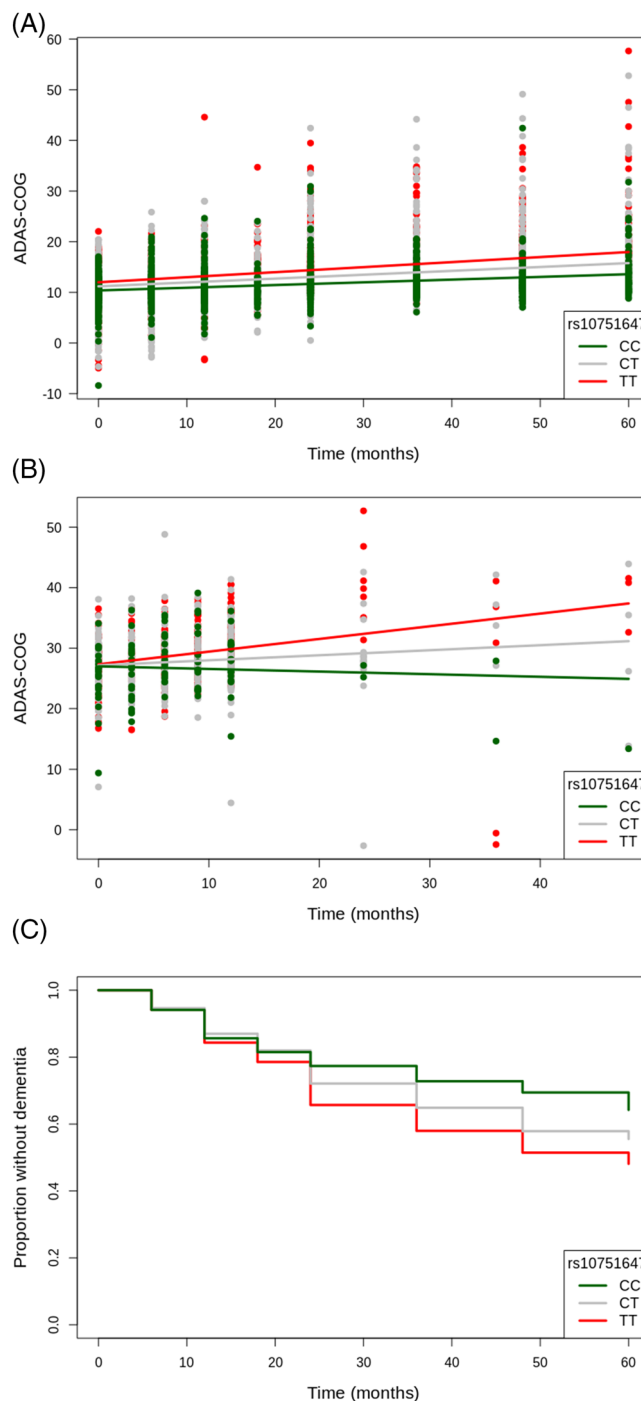 (A)
60
50
40
30
20
10
0
-10
ADAS-COG
rs1075164
CC
CT
TT
0 10 20 30 40 50 60
Time (months)
(B)
50
40
30
20
10
0
ADAS-COG
rs1075164
CC
CT
TT
0 10 20 30 40
Time (months)
(C)
1.0
0.8
0.6
0.4
0.2
0.0
Proportion without dementia
rs1075164
CC
CT
TT
0 10 20 30 40 50 60
Time (months)